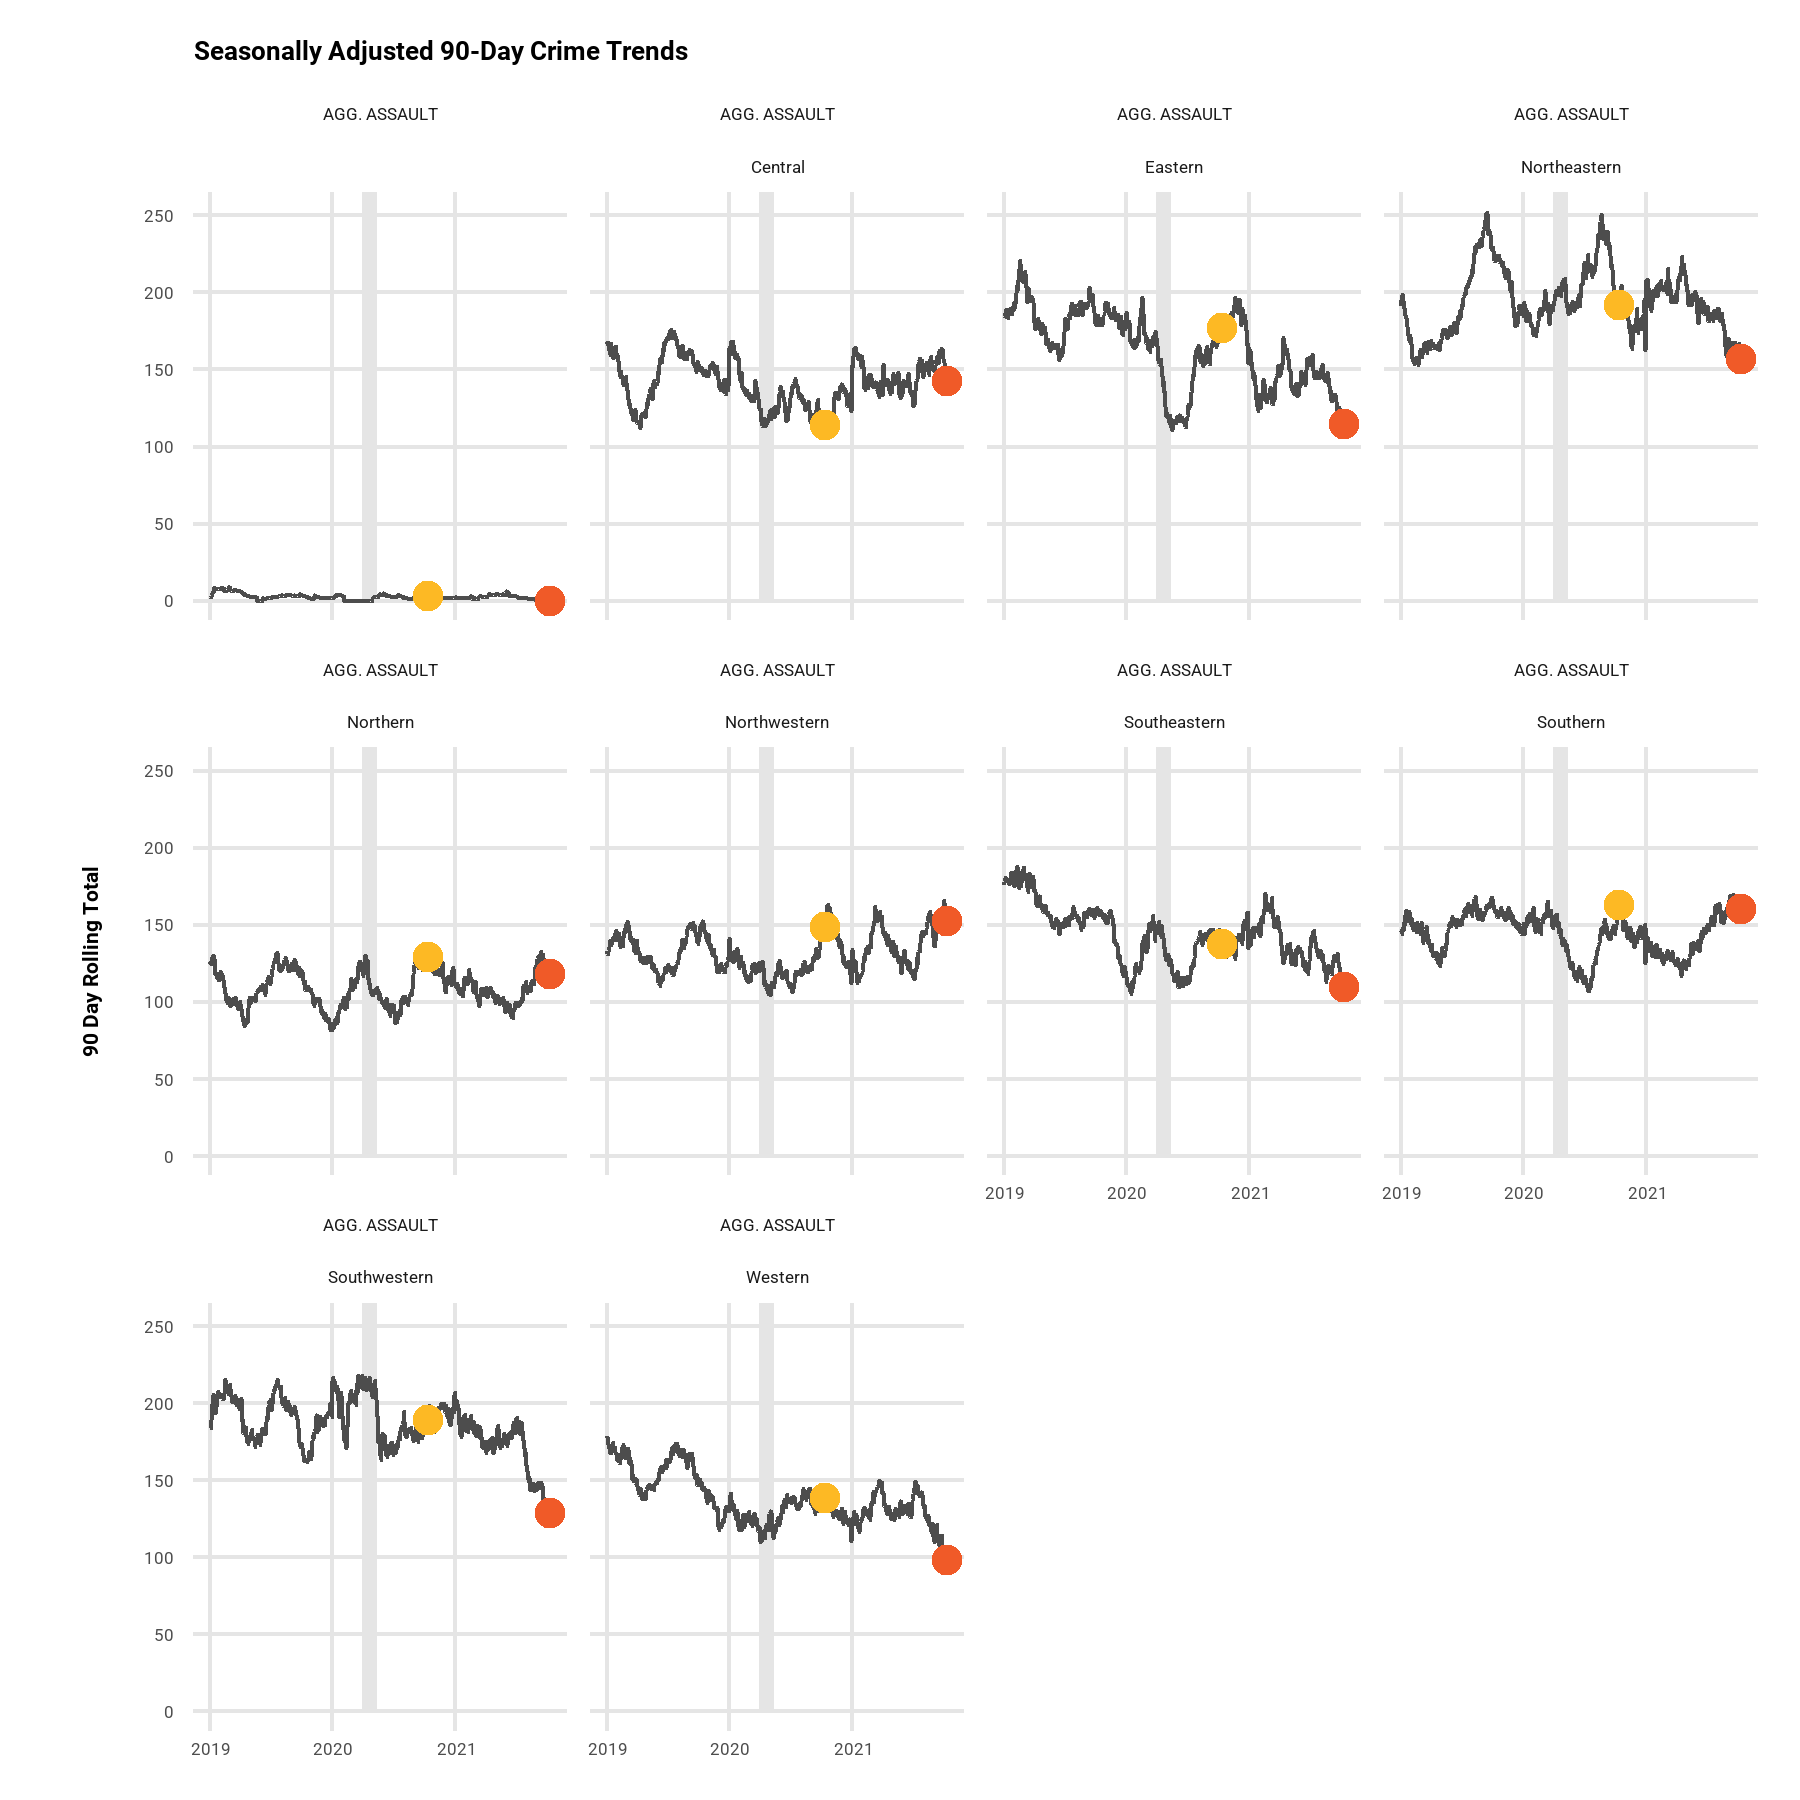 Seasonally Adjusted 90-Day Crime Trends
AGG. ASSAULT AGG. ASSAULT AGG. ASSAULT AGG. ASSAULT
Central Eastern Northeastern
250
200
150
100
50
0
AGG. ASSAULT AGG. ASSAULT AGG. ASSAULT AGG. ASSAULT
Northern Northwestern Southeastern Southern
250
200
150
100
50
0
2019 2020 2021 2019 2020 2021
90 Day Rolling Total
AGG. ASSAULT AGG. ASSAULT
Southwestern Western
250
200
150
100
50
0
2019 2020 2021 2019 2020 2021